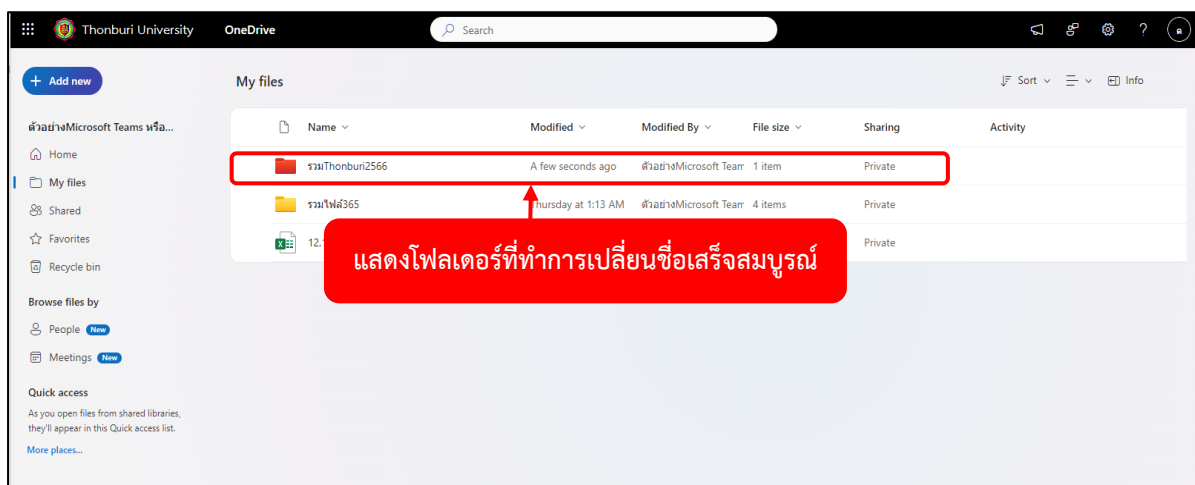 Thonburi University OneDrive Search ? ต
+ Add new My files Sort Info
ตัวอย่างMicrosoft Teams หรือ... Name Modified Modified By File size Sharing Activity
Home
รวมThonburi2566 A few seconds ago ตัวอย่างMicrosoft Team 1 item Private
My files
รวมไฟล์365 Thursday at 1:13 AM ตัวอย่างMicrosoft Team 4 items Private
Shared
Favorites
12. Private
แสดงโฟลเดอร์ที่ทำการเปลี่ยนชื่อเสร็จสมบูรณ์
Recycle bin
Browse files by
People New
Meetings New
Quick access
As you open files from shared libraries,
they'll appear in this Quick access list.
More places...